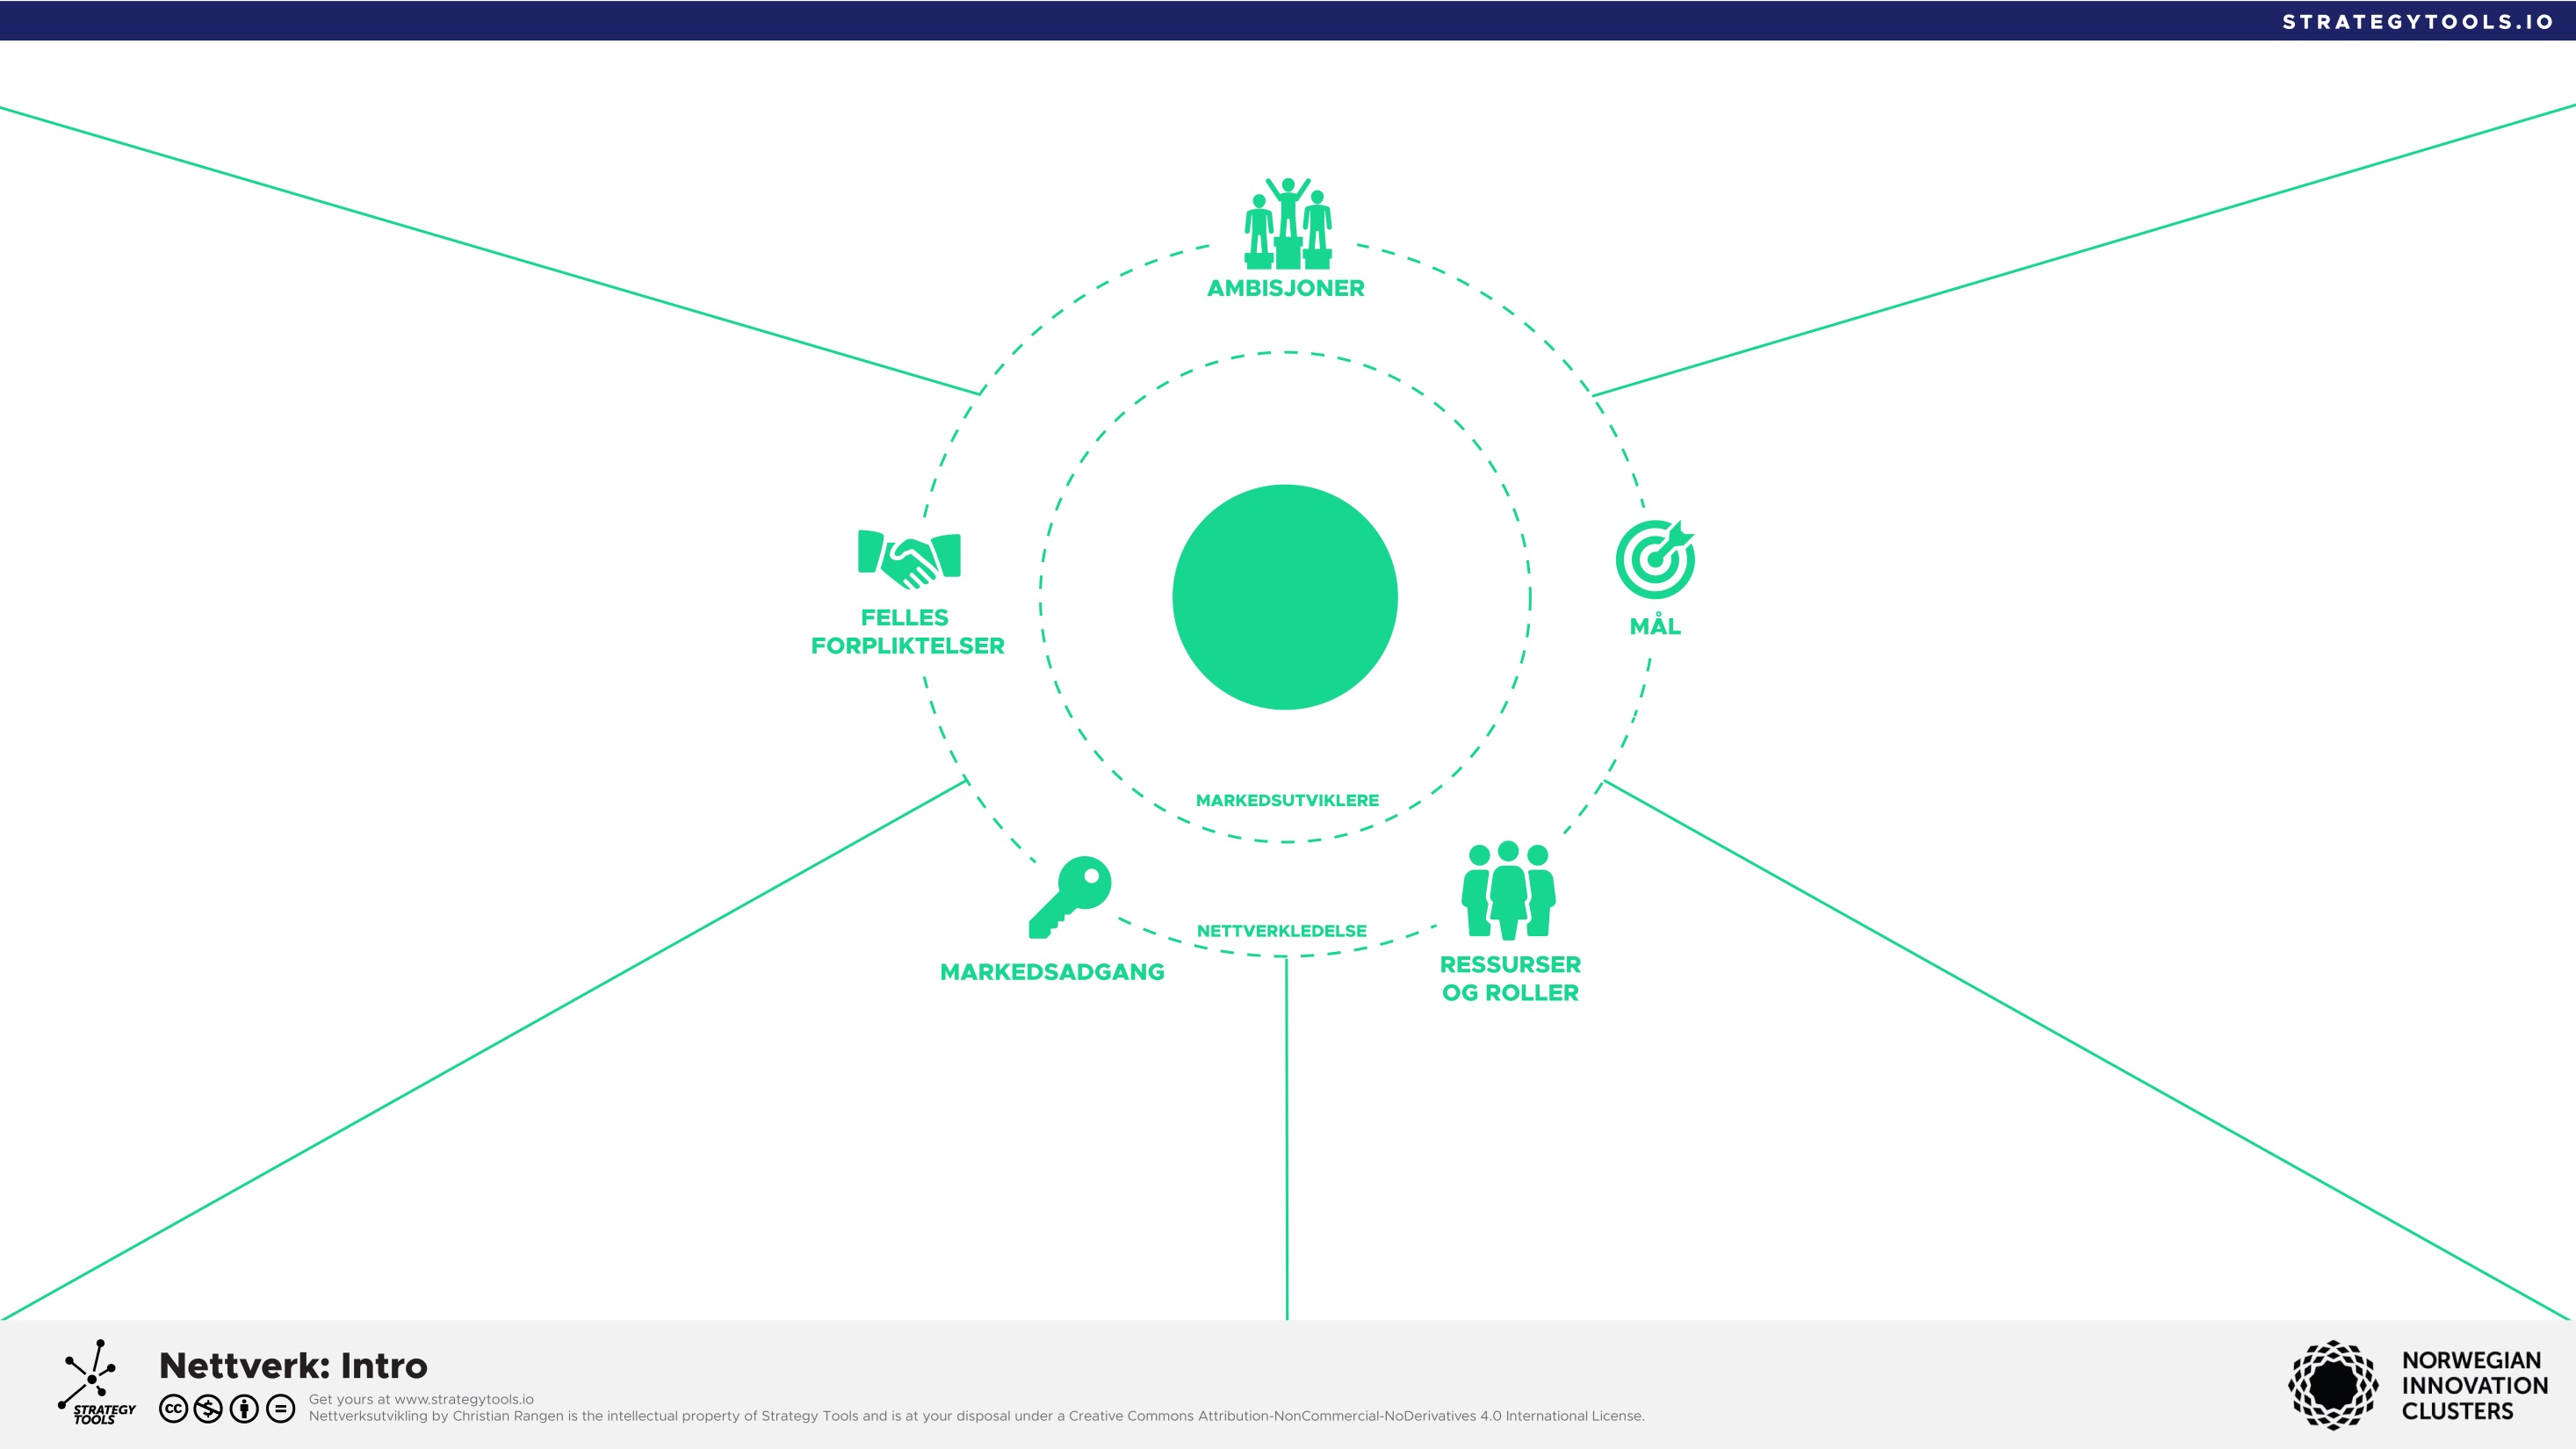 STRATEGYTOOLS.IO
AMBISJONER
FELLES
FORPLIKTELSER
MÅL
MARKEDSUTVIKLERE
NETTVERKLEDELSE
MARKEDSADGANG
RESSURSER
OG ROLLER
STRATEGY
TOOLS
Nettverk: Intro
cc
Get yours at www.strategytools.io
Nettverksutvikling by Christian Rangen is the intellectual property of Strategy Tools and is at your disposal under a Creative Commons Attribution-NonCommercial-NoDerivatives 4.0 International License.
NORWEGIAN
INNOVATION
CLUSTERS